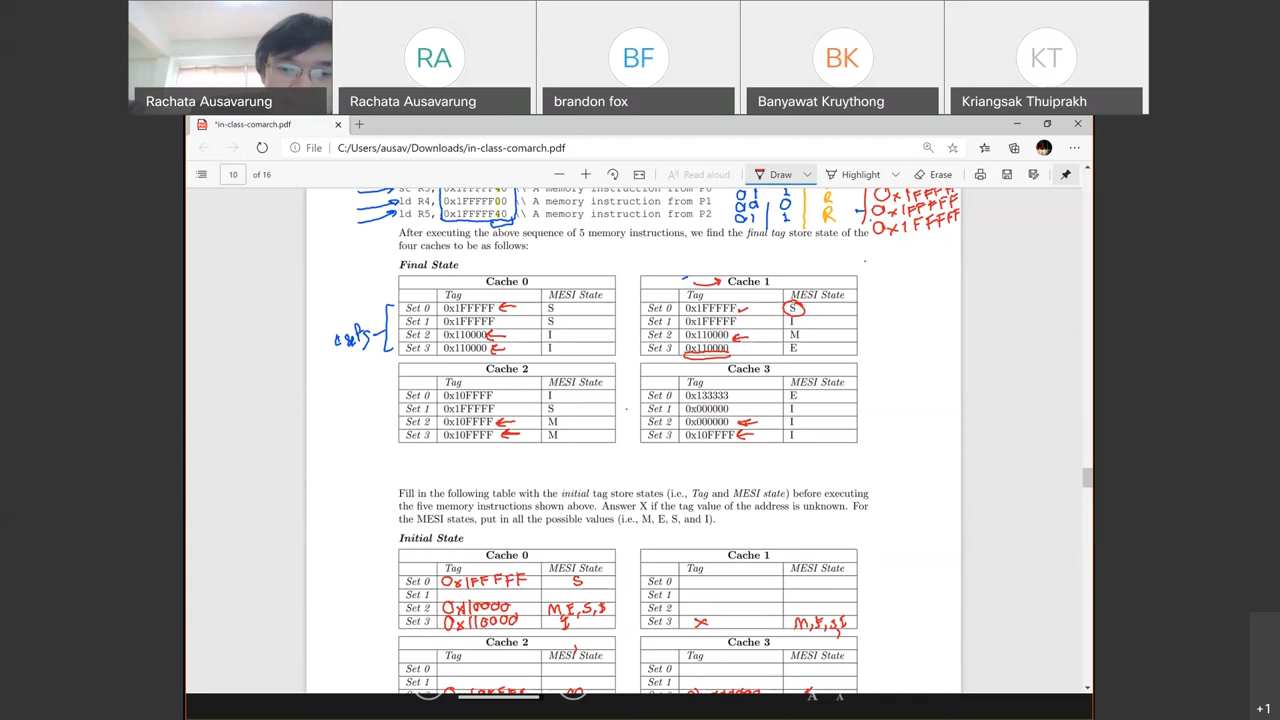 RA
BF
BK
KT
Rachata Ausavarung
Rachata Ausavarung
brandon fox
Banyawat Kruythong
Kriangsak Thuiprakh
*in-class-comarch.pdf
File
C:/Users/ausav/Downloads/in-class-comarch.pdf
10 of 16
Read aloud
Draw
Highlight
Erase
ld R4, 0x1FFFFF00 \\ A memory instruction from P1
ld R5, 0x1FFFFF40 \\ A memory instruction from P2
After executing the above sequence of 5 memory instructions, we find the final tag store state of the
four caches to be as follows:
Final State
Cache 0
Tag MESI State
Set 0 0x1FFFFF S
Set 1 0x1FFFFF S
Set 2 0x110000 I
Set 3 0x110000 I
Cache 1
Tag MESI State
Set 0 0x1FFFFF S
Set 1 0x1FFFFF I
Set 2 0x110000 M
Set 3 0x110000 E
Cache 2
Tag MESI State
Set 0 0x10FFFF I
Set 1 0x1FFFFF S
Set 2 0x10FFFF M
Set 3 0x10FFFF M
Cache 3
Tag MESI State
Set 0 0x133333 E
Set 1 0x000000 I
Set 2 0x000000 I
Set 3 0x10FFFF I
Fill in the following table with the initial tag store states (i.e., Tag and MESI state) before executing
the five memory instructions shown above. Answer X if the tag value of the address is unknown. For
the MESI states, put in all the possible values (i.e., M, E, S, and I).
Initial State
Cache 0
Tag MESI State
Set 0 0x1FFFFF S
Set 1
Set 2 0x110000 M,E,S,I
Set 3 0x110000 I
Cache 1
Tag MESI State
Set 0
Set 1
Set 2
Set 3 X M,E,S,I
Cache 2
Tag MESI State
Set 0
Set 1
Cache 3
Tag MESI State
Set 0
Set 1
+1